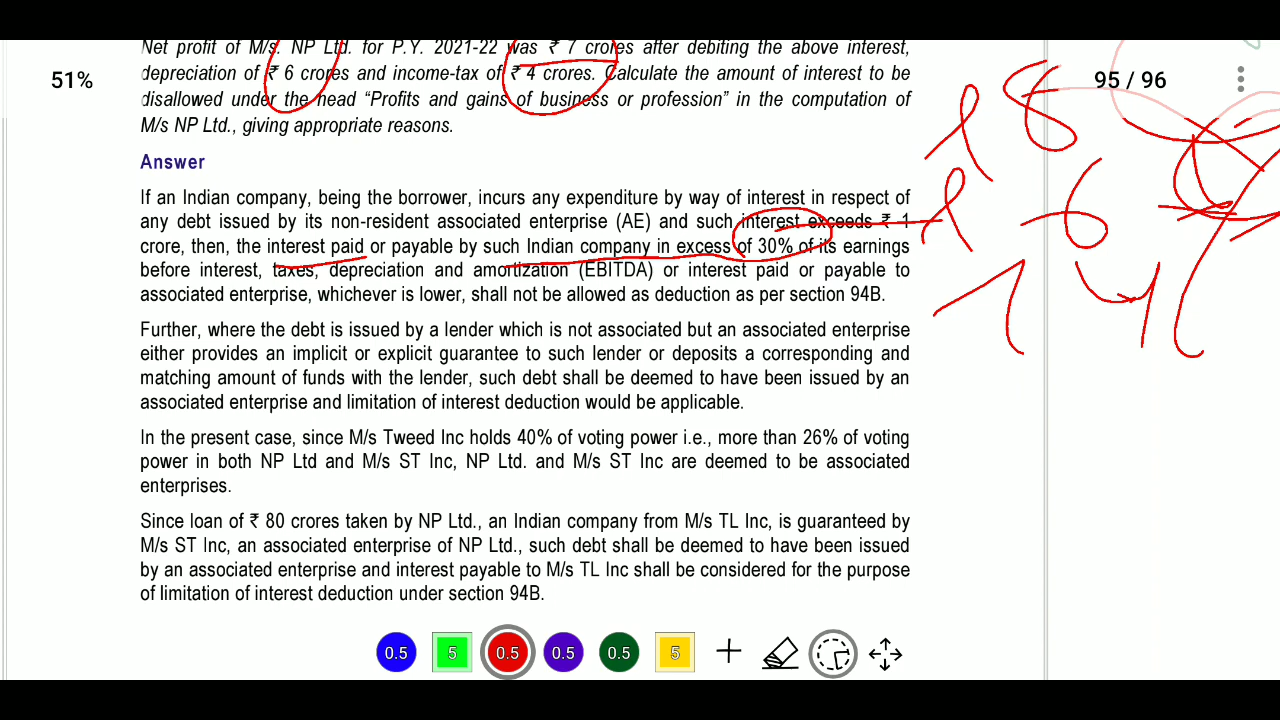 Net profit of M/s. NP Ltd. for P.Y. 2021-22 was ₹ 7 crores after debiting the above interest,
51%
depreciation of ₹ 6 crores and income-tax of ₹ 4 crores. Calculate the amount of interest to be
95 / 96
disallowed under the head “Profits and gains of business or profession” in the computation of
M/s NP Ltd., giving appropriate reasons.
Answer
If an Indian company, being the borrower, incurs any expenditure by way of interest in respect of
any debt issued by its non-resident associated enterprise (AE) and such interest exceeds ₹ 1
crore, then, the interest paid or payable by such Indian company in excess of 30% of its earnings
before interest, taxes, depreciation and amortization (EBITDA) or interest paid or payable to
associated enterprise, whichever is lower, shall not be allowed as deduction as per section 94B.
Further, where the debt is issued by a lender which is not associated but an associated enterprise
either provides an implicit or explicit guarantee to such lender or deposits a corresponding and
matching amount of funds with the lender, such debt shall be deemed to have been issued by an
associated enterprise and limitation of interest deduction would be applicable.
In the present case, since M/s Tweed Inc holds 40% of voting power i.e., more than 26% of voting
power in both NP Ltd and M/s ST Inc, NP Ltd. and M/s ST Inc are deemed to be associated
enterprises.
Since loan of ₹ 80 crores taken by NP Ltd., an Indian company from M/s TL Inc, is guaranteed by
M/s ST Inc, an associated enterprise of NP Ltd., such debt shall be deemed to have been issued
by an associated enterprise and interest payable to M/s TL Inc shall be considered for the purpose
of limitation of interest deduction under section 94B.
8
6
0.5 5 0.5 0.5 0.5 5